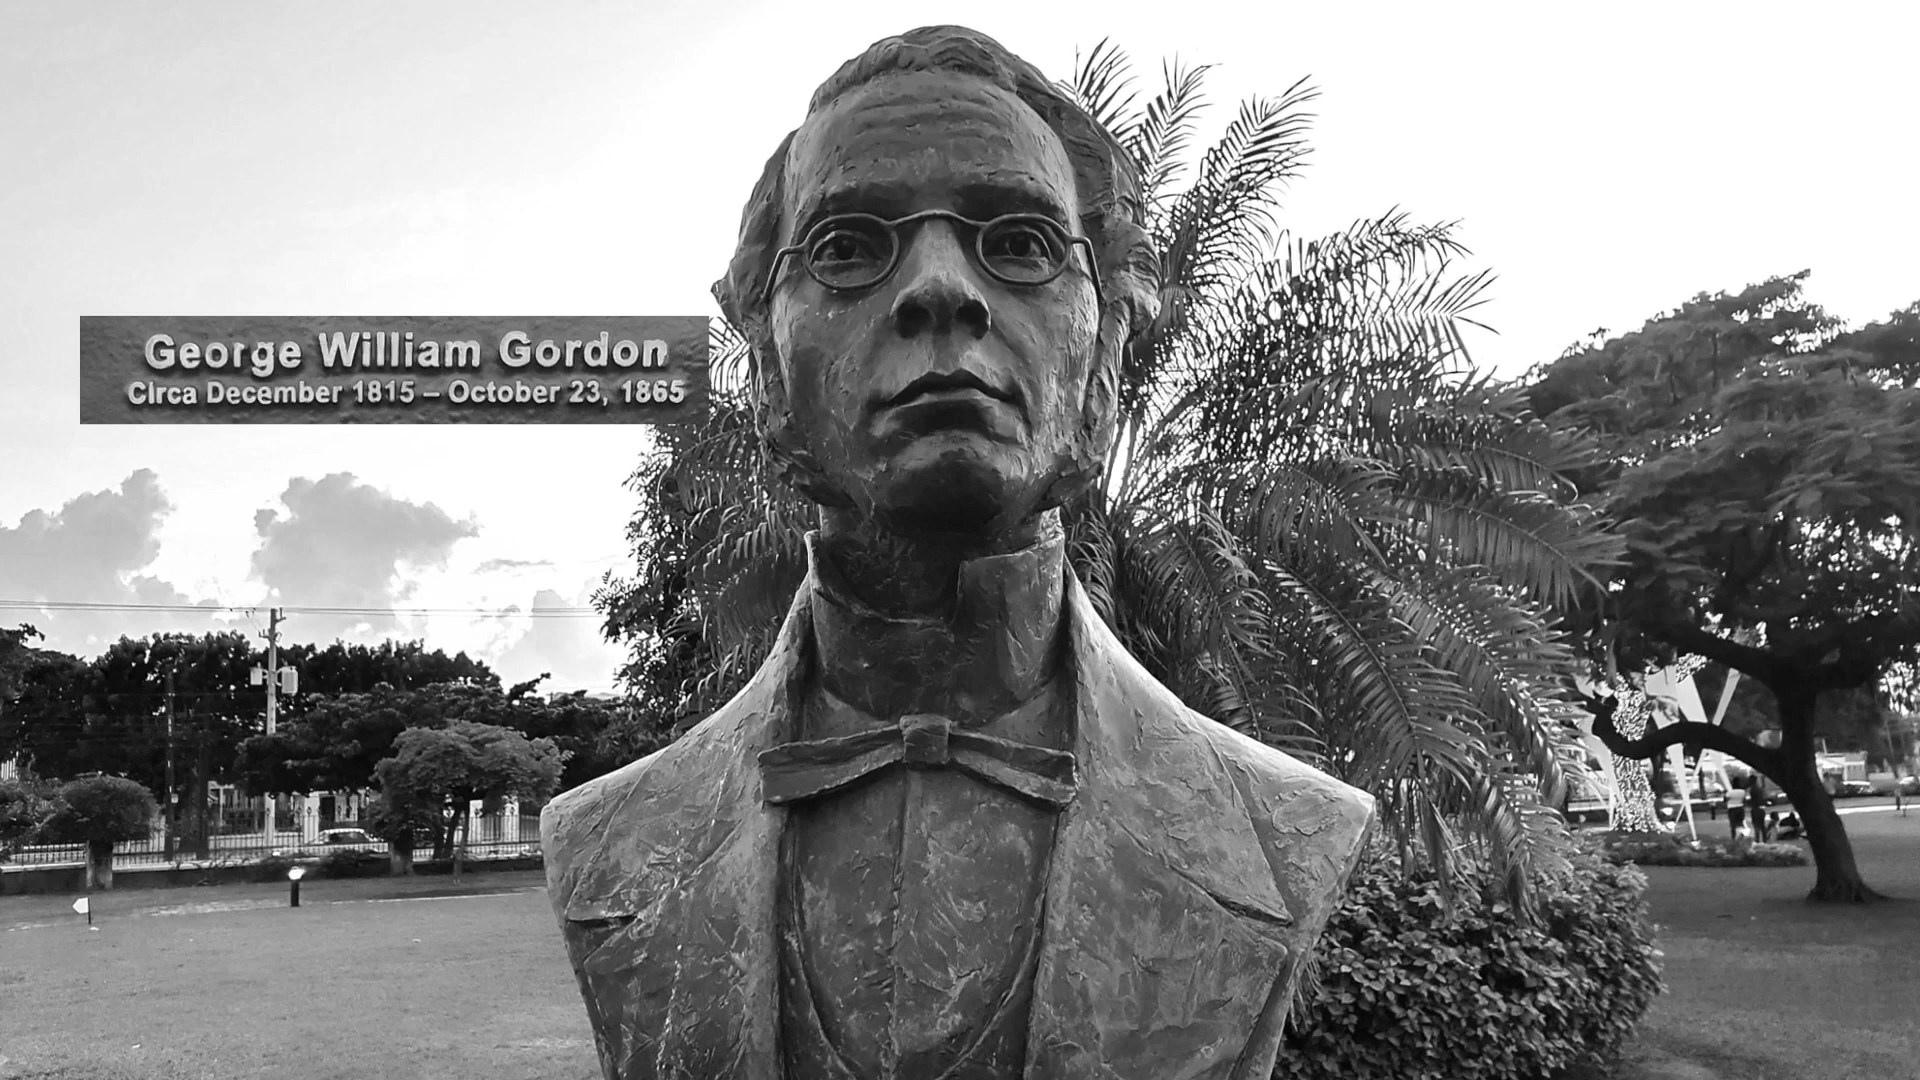 George William Gordon
Circa December 1815 – October 23, 1865